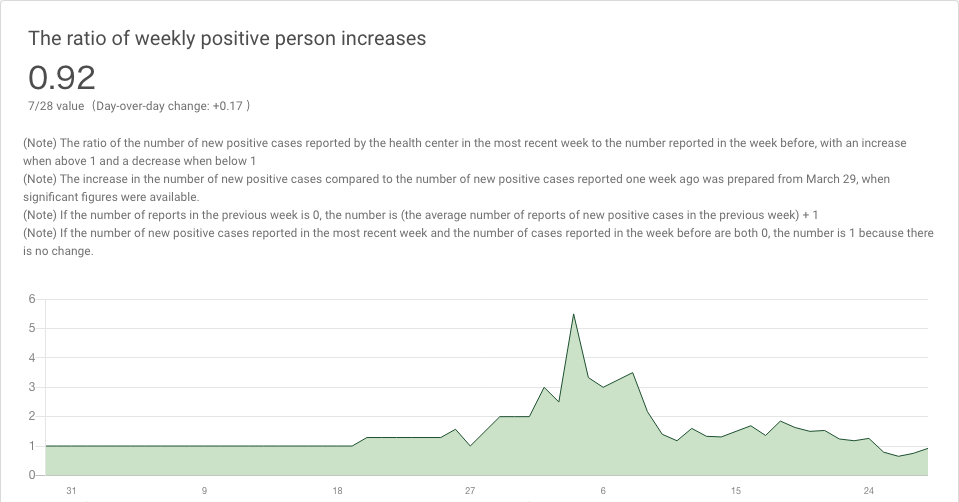 The ratio of weekly positive person increases
0.92
7/28 value （Day-over-day change: +0.17 ）
(Note) The ratio of the number of new positive cases reported by the health center in the most recent week to the number reported in the week before, with an increase
when above 1 and a decrease when below 1
(Note) The increase in the number of new positive cases compared to the number of new positive cases reported one week ago was prepared from March 29, when
significant figures were available.
(Note) If the number of reports in the previous week is 0, the number is (the average number of reports of new positive cases in the previous week) + 1
(Note) If the number of new positive cases reported in the most recent week and the number of cases reported in the week before are both 0, the number is 1 because there
is no change.
6
5
4
3
2
1
0
31 9 18 27 6 15 24